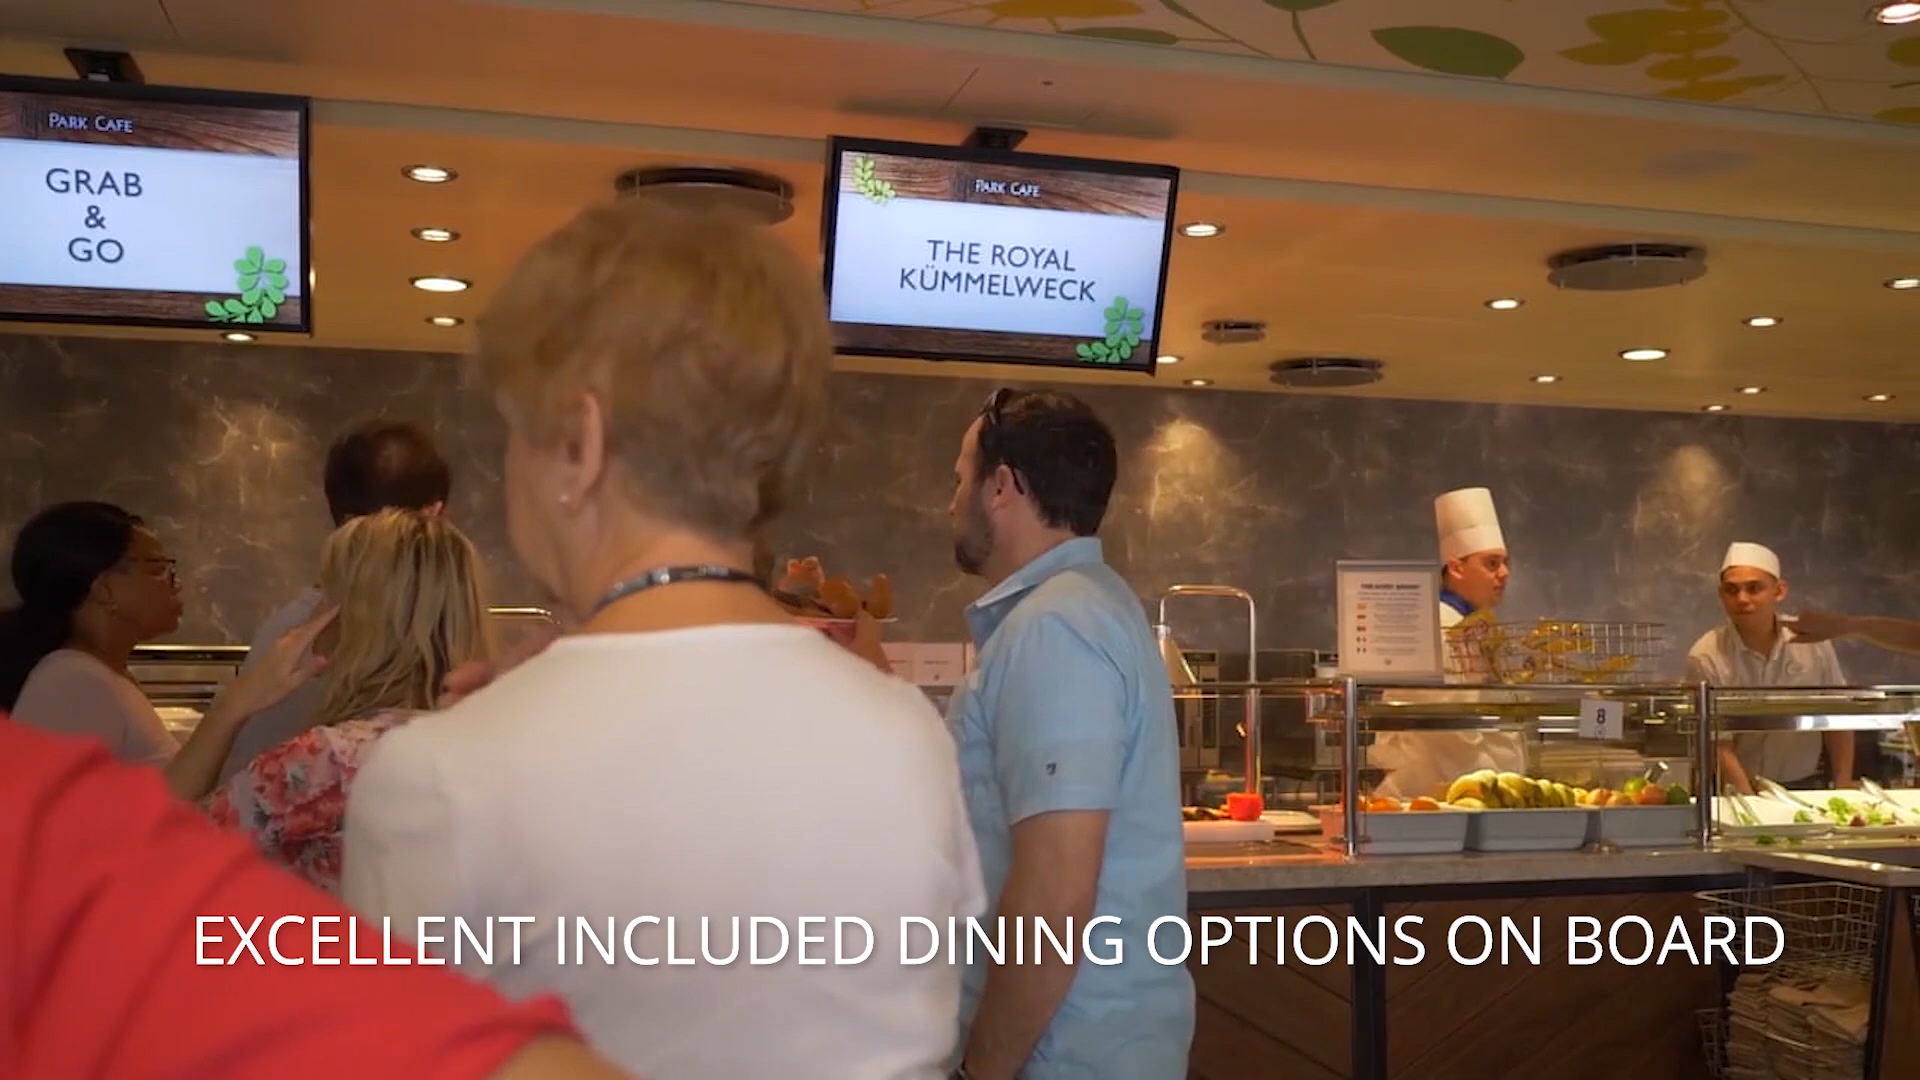 PARK CAFE
GRAB
&
GO
PARK CAFE
THE ROYAL
KÜMMELWECK
8
EXCELLENT INCLUDED DINING OPTIONS ON BOARD